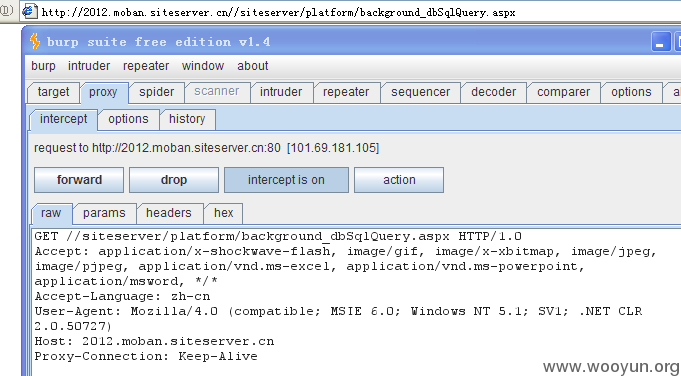 http://2012.moban.siteserver.cn//siteserver/platform/background_dbSqlQuery.aspx
burp suite free edition v1.4
burp intruder repeater window about
target proxy spider scanner intruder repeater sequencer decoder comparer options
intercept options history
request to http://2012.moban.siteserver.cn:80 [101.69.181.105]
forward drop intercept is on action
raw params headers hex
GET //siteserver/platform/background_dbSqlQuery.aspx HTTP/1.0
Accept: application/x-shockwave-flash, image/gif, image/x-xbitmap, image/jpeg,
image/pjpeg, application/vnd.ms-excel, application/vnd.ms-powerpoint,
application/msword, */*
Accept-Language: zh-cn
User-Agent: Mozilla/4.0 (compatible; MSIE 6.0; Windows NT 5.1; SV1; .NET CLR
2.0.50727)
Host: 2012.moban.siteserver.cn
Proxy-Connection: Keep-Alive
www.wooyun.org